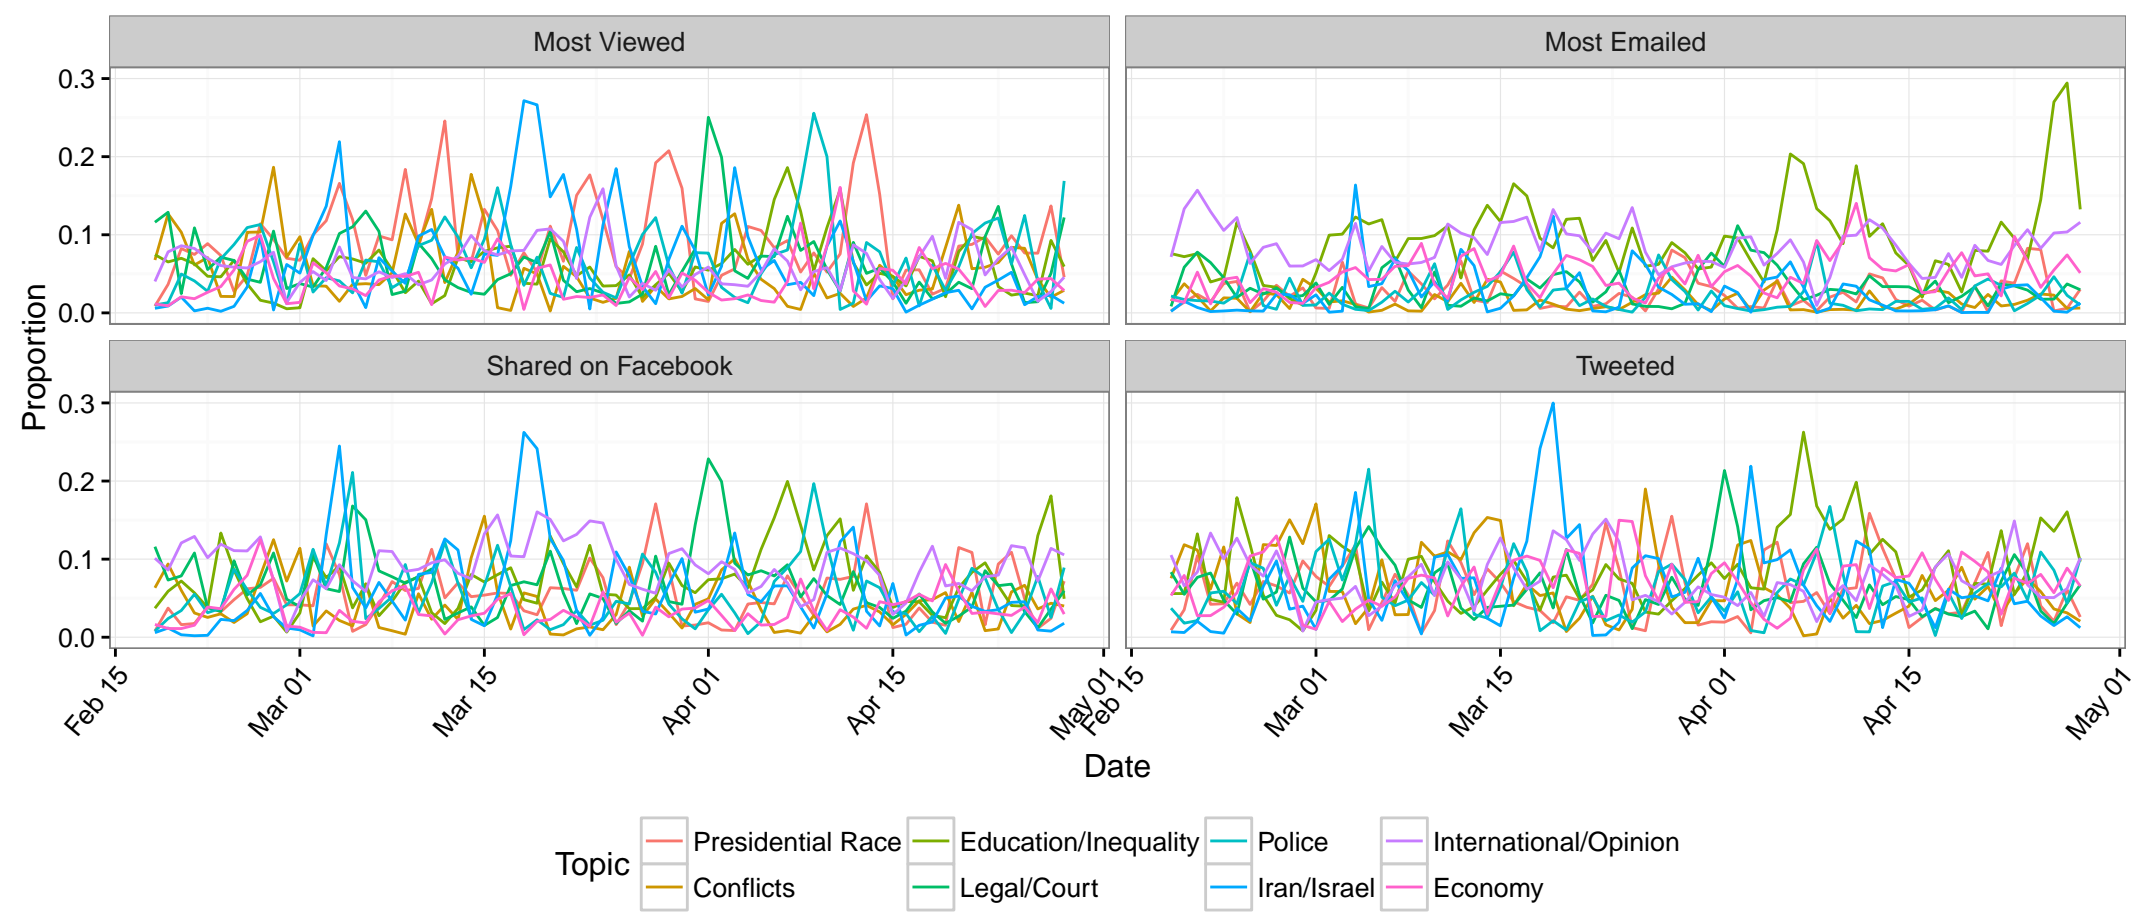 Most Viewed
Most Emailed
0.3
0.2
0.1
0.0
Proportion
Shared on Facebook
Tweeted
0.3
0.2
0.1
0.0
Feb 15
Mar 01
Mar 15
Apr 01
Apr 15
May 01
Feb 15
Mar 01
Mar 15
Apr 01
Apr 15
May 01
Date
Topic
Presidential Race
Education/Inequality
Police
International/Opinion
Conflicts
Legal/Court
Iran/Israel
Economy